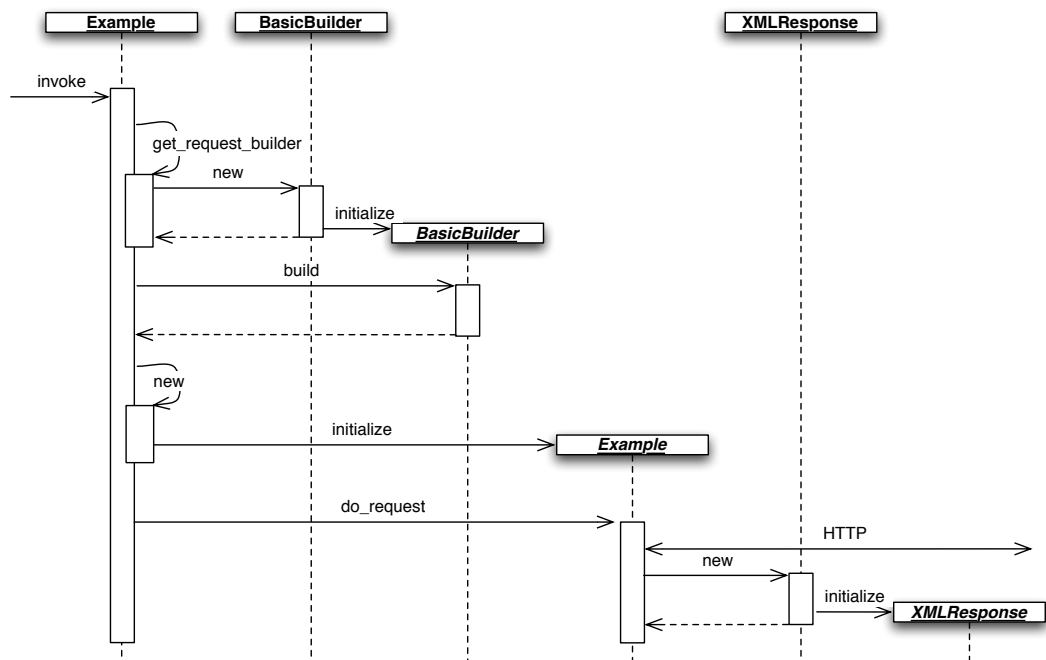 Example
BasicBuilder
XMLResponse
invoke
get_request_builder
new
initialize
BasicBuilder
build
new
initialize
Example
do_request
HTTP
new
initialize
XMLResponse